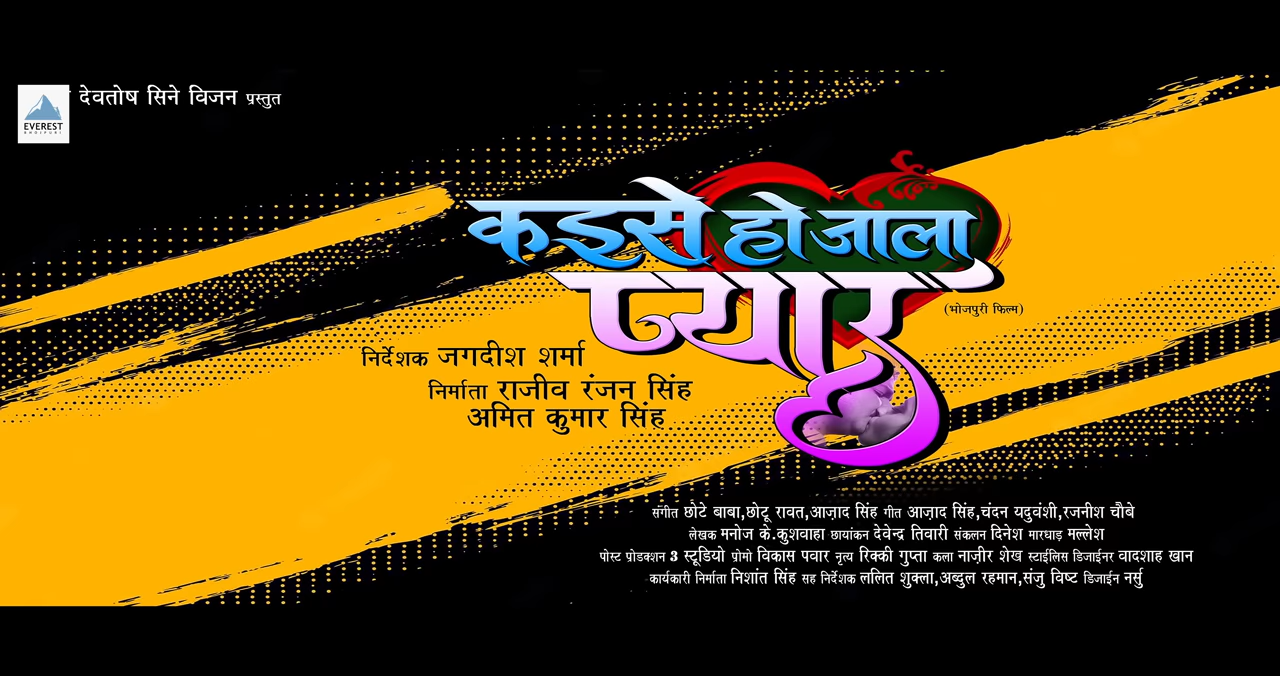 देवतोष सिने विजन प्रस्तुत
EVEREST
BHOJPURI
कइसे हो जाला
प्यार
(भोजपुरी फिल्म)
निर्देशक जगदीश शर्मा
निर्माता राजीव रंजन सिंह
अमित कुमार सिंह
संगीत छोटे बाबा,छोटू रावत,आज़ाद सिंह गीत आज़ाद सिंह,चंदन यदुवंशी,रजनीश चौबे
लेखक मनोज के.कुशवाहा छायांकन देवेन्द्र तिवारी संकलन दिनेश मारधाड़ मल्लेश
पोस्ट प्रोडक्शन 3 स्टूडियो प्रोमो विकास पवार नृत्य रिक्की गुप्ता कला नाज़ीर शेख स्टाईलिस डिजाईनर वादशाह खान
कार्यकारी निर्माता निशांत सिंह सह निर्देशक ललित शुक्ला,अब्दुल रहमान,संजु विष्ट डिजाईन नर्सु